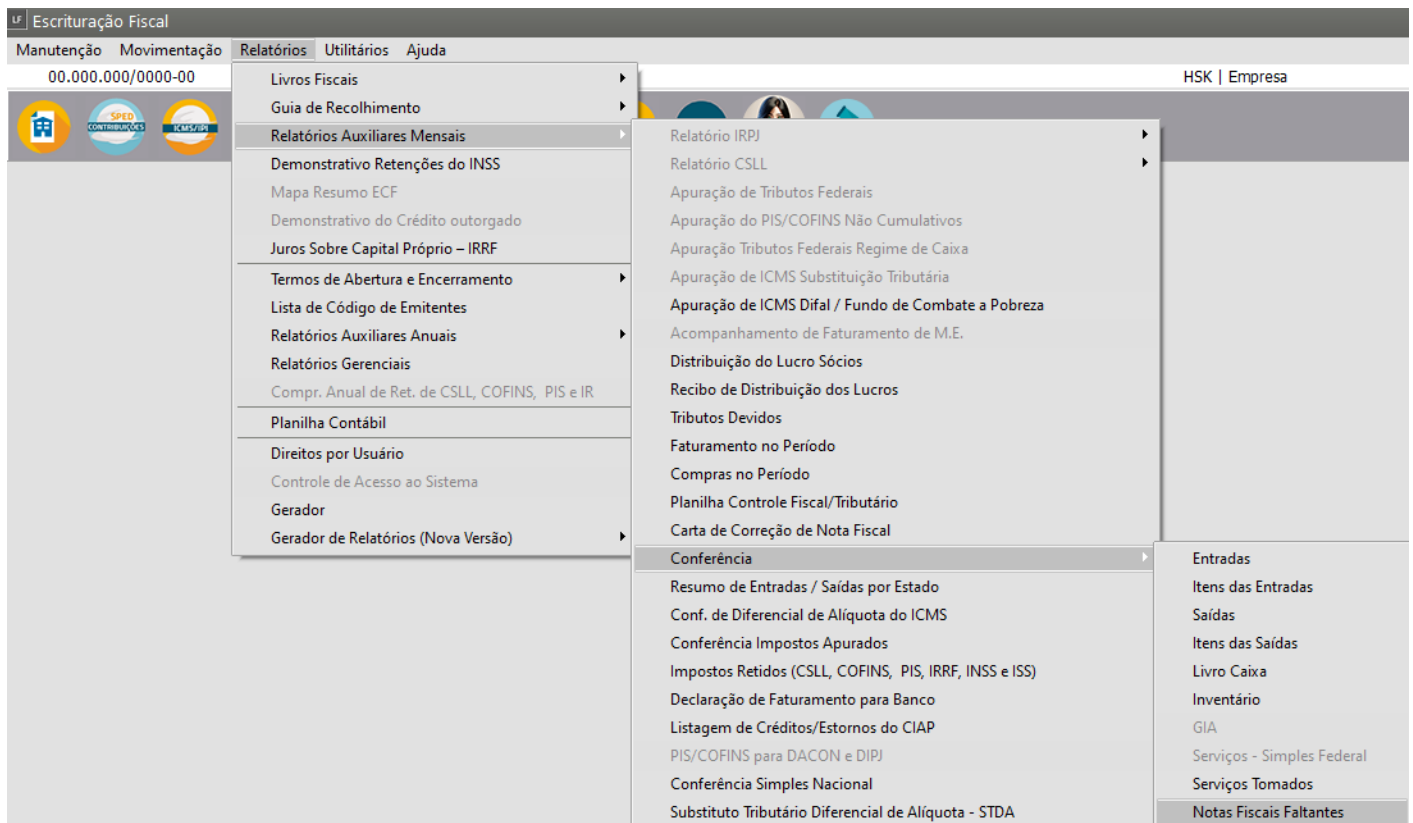 LF Escrituração Fiscal
Manutenção Movimentação Relatórios Utilitários Ajuda
00.000.000/0000-00 HSK | Empresa
SPED
CONTRIBUIÇÕES
ICMS/IPI
Livros Fiscais
Guia de Recolhimento
Relatórios Auxiliares Mensais
Demonstrativo Retenções do INSS
Mapa Resumo ECF
Demonstrativo do Crédito outorgado
Juros Sobre Capital Próprio – IRRF
Termos de Abertura e Encerramento
Lista de Código de Emitentes
Relatórios Auxiliares Anuais
Relatórios Gerenciais
Compr. Anual de Ret. de CSLL, COFINS, PIS e IR
Planilha Contábil
Direitos por Usuário
Controle de Acesso ao Sistema
Gerador
Gerador de Relatórios (Nova Versão)
Relatório IRPJ
Relatório CSLL
Apuração de Tributos Federais
Apuração do PIS/COFINS Não Cumulativos
Apuração Tributos Federais Regime de Caixa
Apuração de ICMS Substituição Tributária
Apuração de ICMS Difal / Fundo de Combate a Pobreza
Acompanhamento de Faturamento de M.E.
Distribuição do Lucro Sócios
Recibo de Distribuição dos Lucros
Tributos Devidos
Faturamento no Período
Compras no Período
Planilha Controle Fiscal/Tributário
Carta de Correção de Nota Fiscal
Conferência
Resumo de Entradas / Saídas por Estado
Conf. de Diferencial de Alíquota do ICMS
Conferência Impostos Apurados
Impostos Retidos (CSLL, COFINS, PIS, IRRF, INSS e ISS)
Declaração de Faturamento para Banco
Listagem de Créditos/Estornos do CIAP
PIS/COFINS para DACON e DIPJ
Conferência Simples Nacional
Substituto Tributário Diferencial de Alíquota - STDA
Entradas
Itens das Entradas
Saídas
Itens das Saídas
Livro Caixa
Inventário
GIA
Serviços - Simples Federal
Serviços Tomados
Notas Fiscais Faltantes